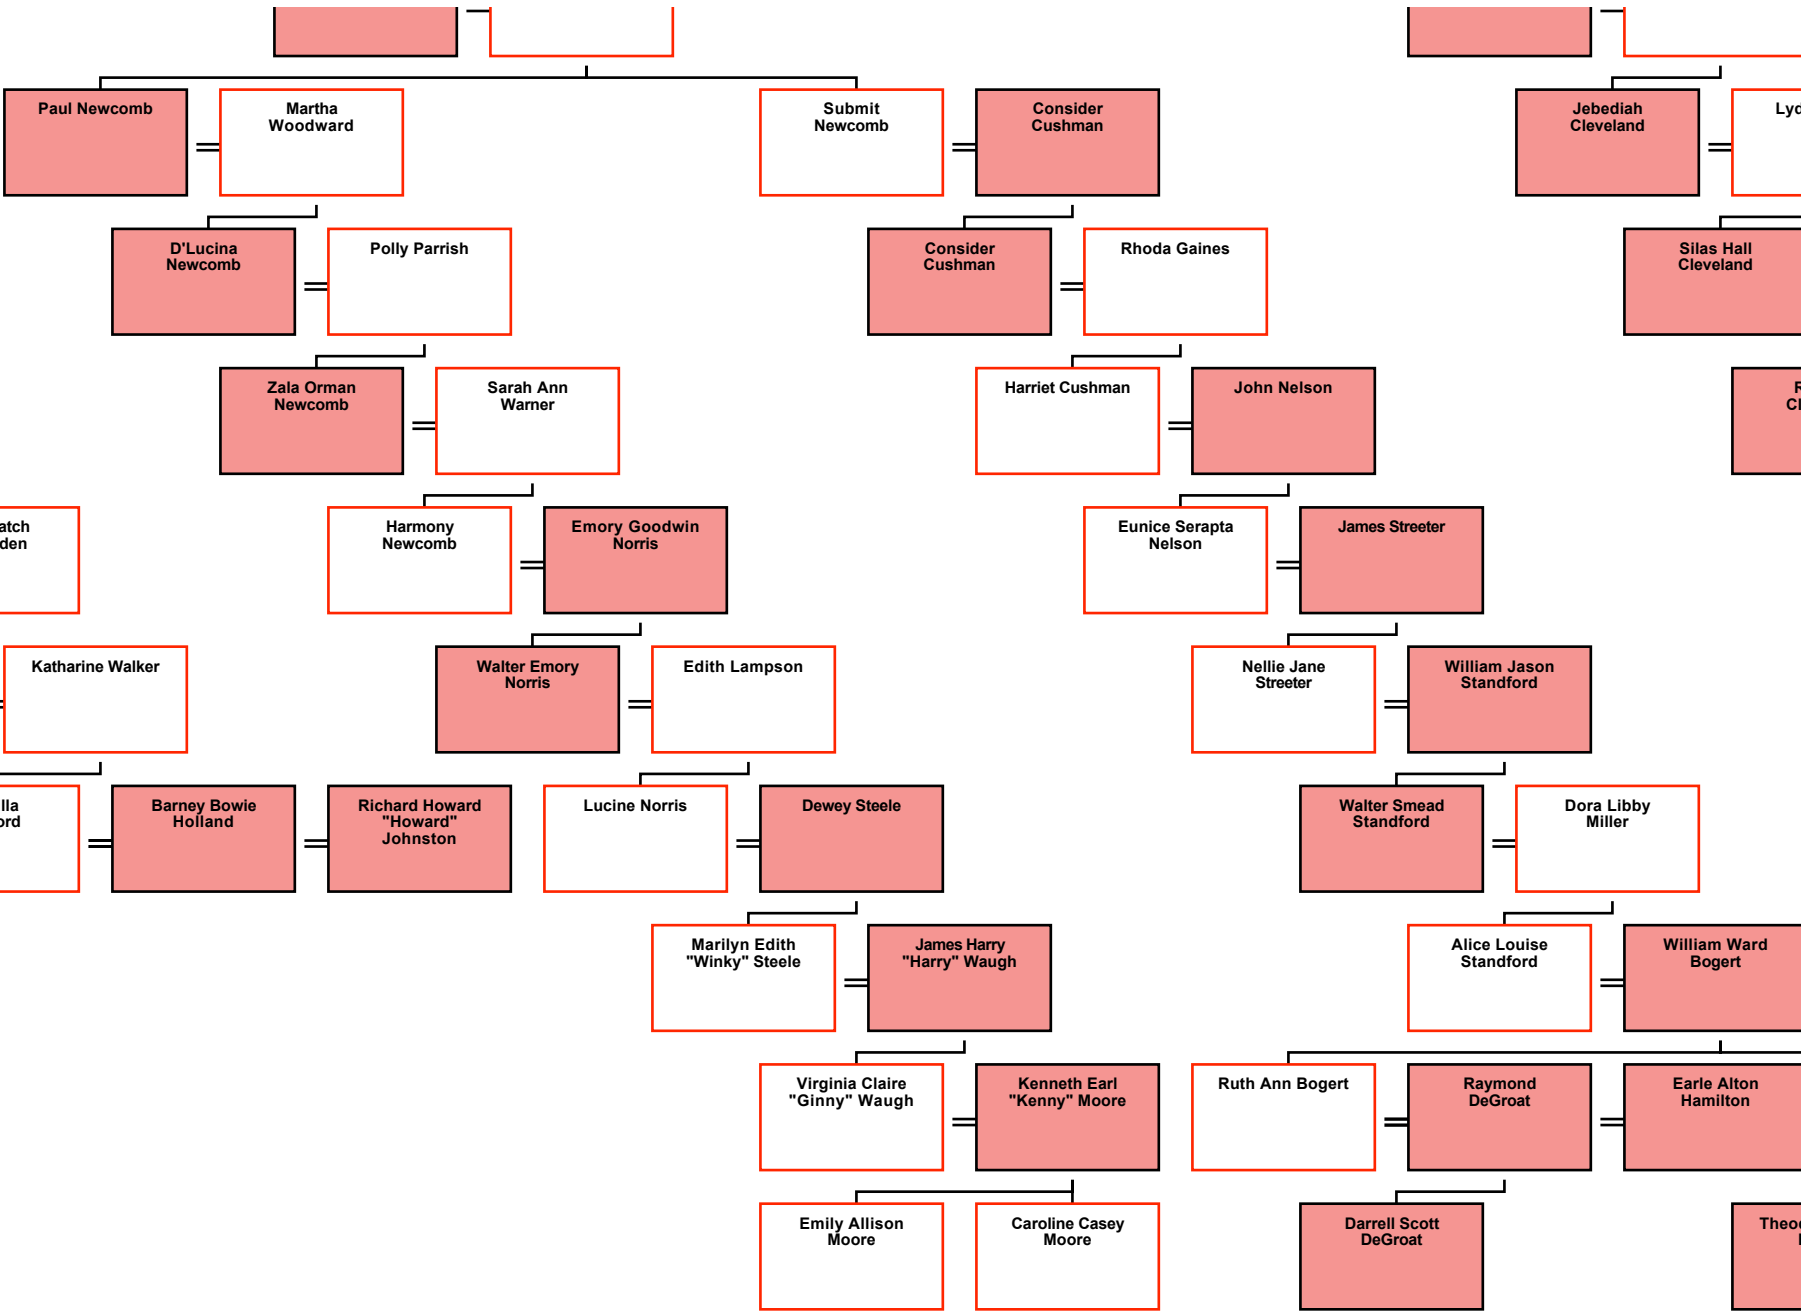 Paul Newcomb
Martha
Woodward
Submit
Newcomb
Consider
Cushman
Jebediah
Cleveland
D'Lucina
Newcomb
Polly Parrish
Consider
Cushman
Rhoda Gaines
Silas Hall
Cleveland
Zala Orman
Newcomb
Sarah Ann
Warner
Harriet Cushman
John Nelson
Harmony
Newcomb
Emory Goodwin
Norris
Eunice Serapta
Nelson
James Streeter
Katharine Walker
Walter Emory
Norris
Edith Lampson
Nellie Jane
Streeter
William Jason
Standford
Barney Bowie
Holland
Richard Howard
"Howard"
Johnston
Lucine Norris
Dewey Steele
Walter Smead
Standford
Dora Libby
Miller
Marilyn Edith
"Winky" Steele
James Harry
"Harry" Waugh
Alice Louise
Standford
William Ward
Bogert
Virginia Claire
"Ginny" Waugh
Kenneth Earl
"Kenny" Moore
Ruth Ann Bogert
Raymond
DeGroat
Earle Alton
Hamilton
Emily Allison
Moore
Caroline Casey
Moore
Darrell Scott
DeGroat